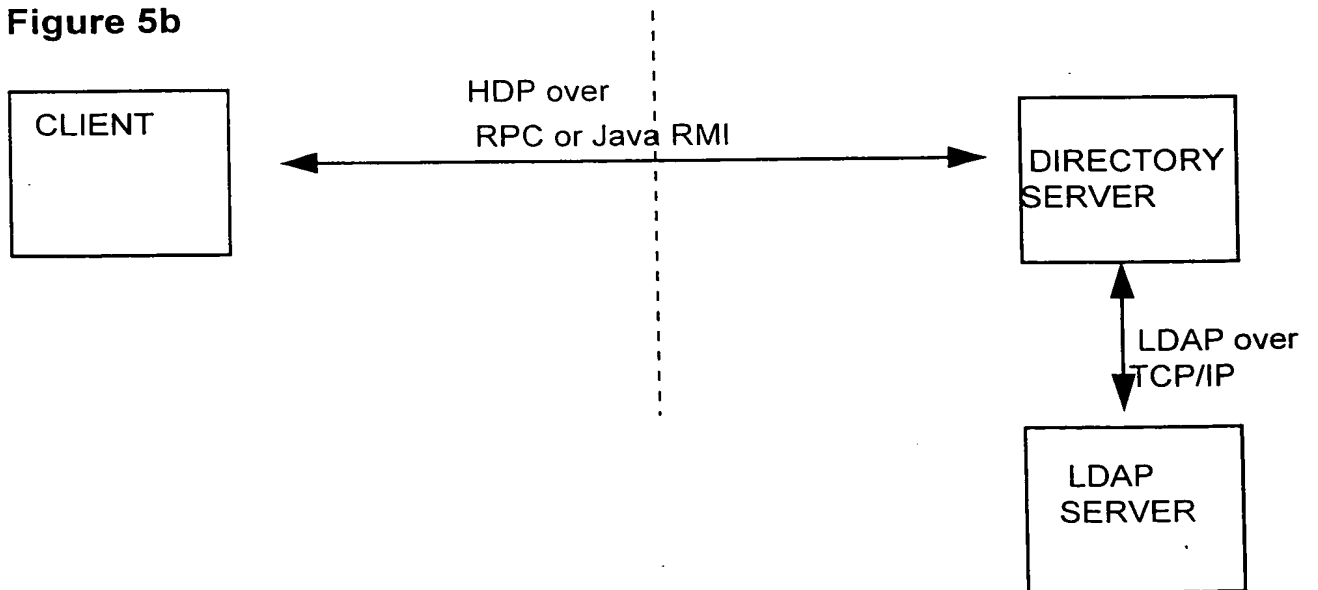 Figure 5b
CLIENT
HDP over
RPC or Java RMI
DIRECTORY
SERVER
LDAP over
TCP/IP
LDAP
SERVER